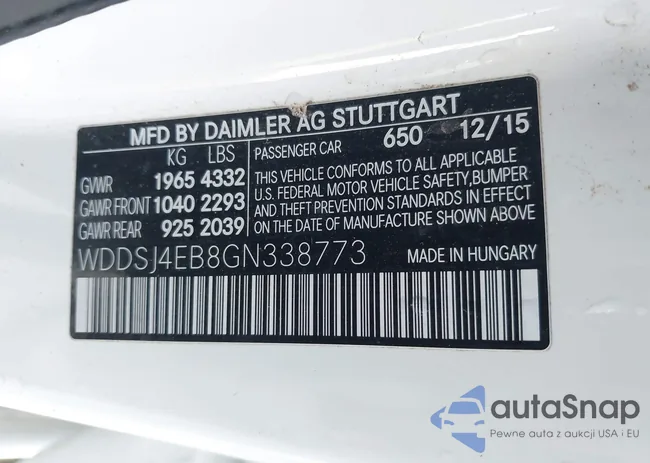 MFD BY DAIMLER AG STUTTGART
KG LBS
GVWR 1965 4332
GAWR FRONT 1040 2293
GAWR REAR 925 2039
PASSENGER CAR 650 12/15
THIS VEHICLE CONFORMS TO ALL APPLICABLE
U.S. FEDERAL MOTOR VEHICLE SAFETY,BUMPER
AND THEFT PREVENTION STANDARDS IN EFFECT
ON THE DATE OF MANUFACTURE SHOWN ABOVE.
WDDSJ4EB8GN338773
MADE IN HUNGARY
autaSnap
Pewne auta z aukcji USA i EU